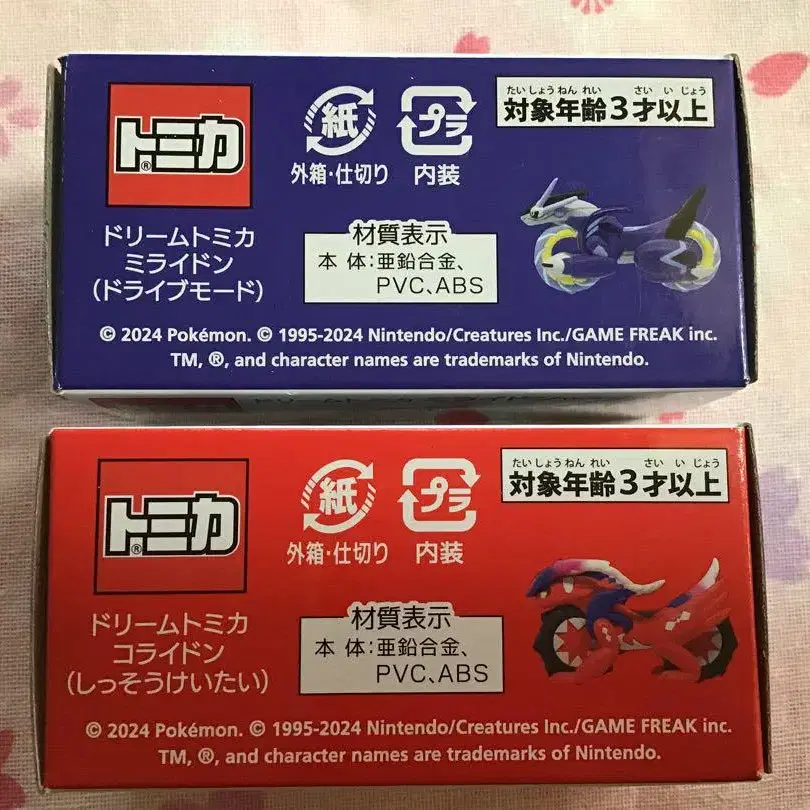 トミカ®
紙
外箱・仕切り
プラ
内装
たいしょうねんれい さいいじょう
対象年齢3才以上
ドリームトミカ
ミライドン
(ドライブモード)
材質表示
本 体:亜鉛合金、
PVC、ABS
© 2024 Pokémon. © 1995-2024 Nintendo/Creatures Inc./GAME FREAK inc.
TM, ®, and character names are trademarks of Nintendo.
トミカ®
紙
外箱・仕切り
プラ
内装
たいしょうねんれい さいいじょう
対象年齢3才以上
ドリームトミカ
コライドン
(しっそうけいたい)
材質表示
本 体:亜鉛合金、
PVC、ABS
© 2024 Pokémon. © 1995-2024 Nintendo/Creatures Inc./GAME FREAK inc.
TM, ®, and character names are trademarks of Nintendo.